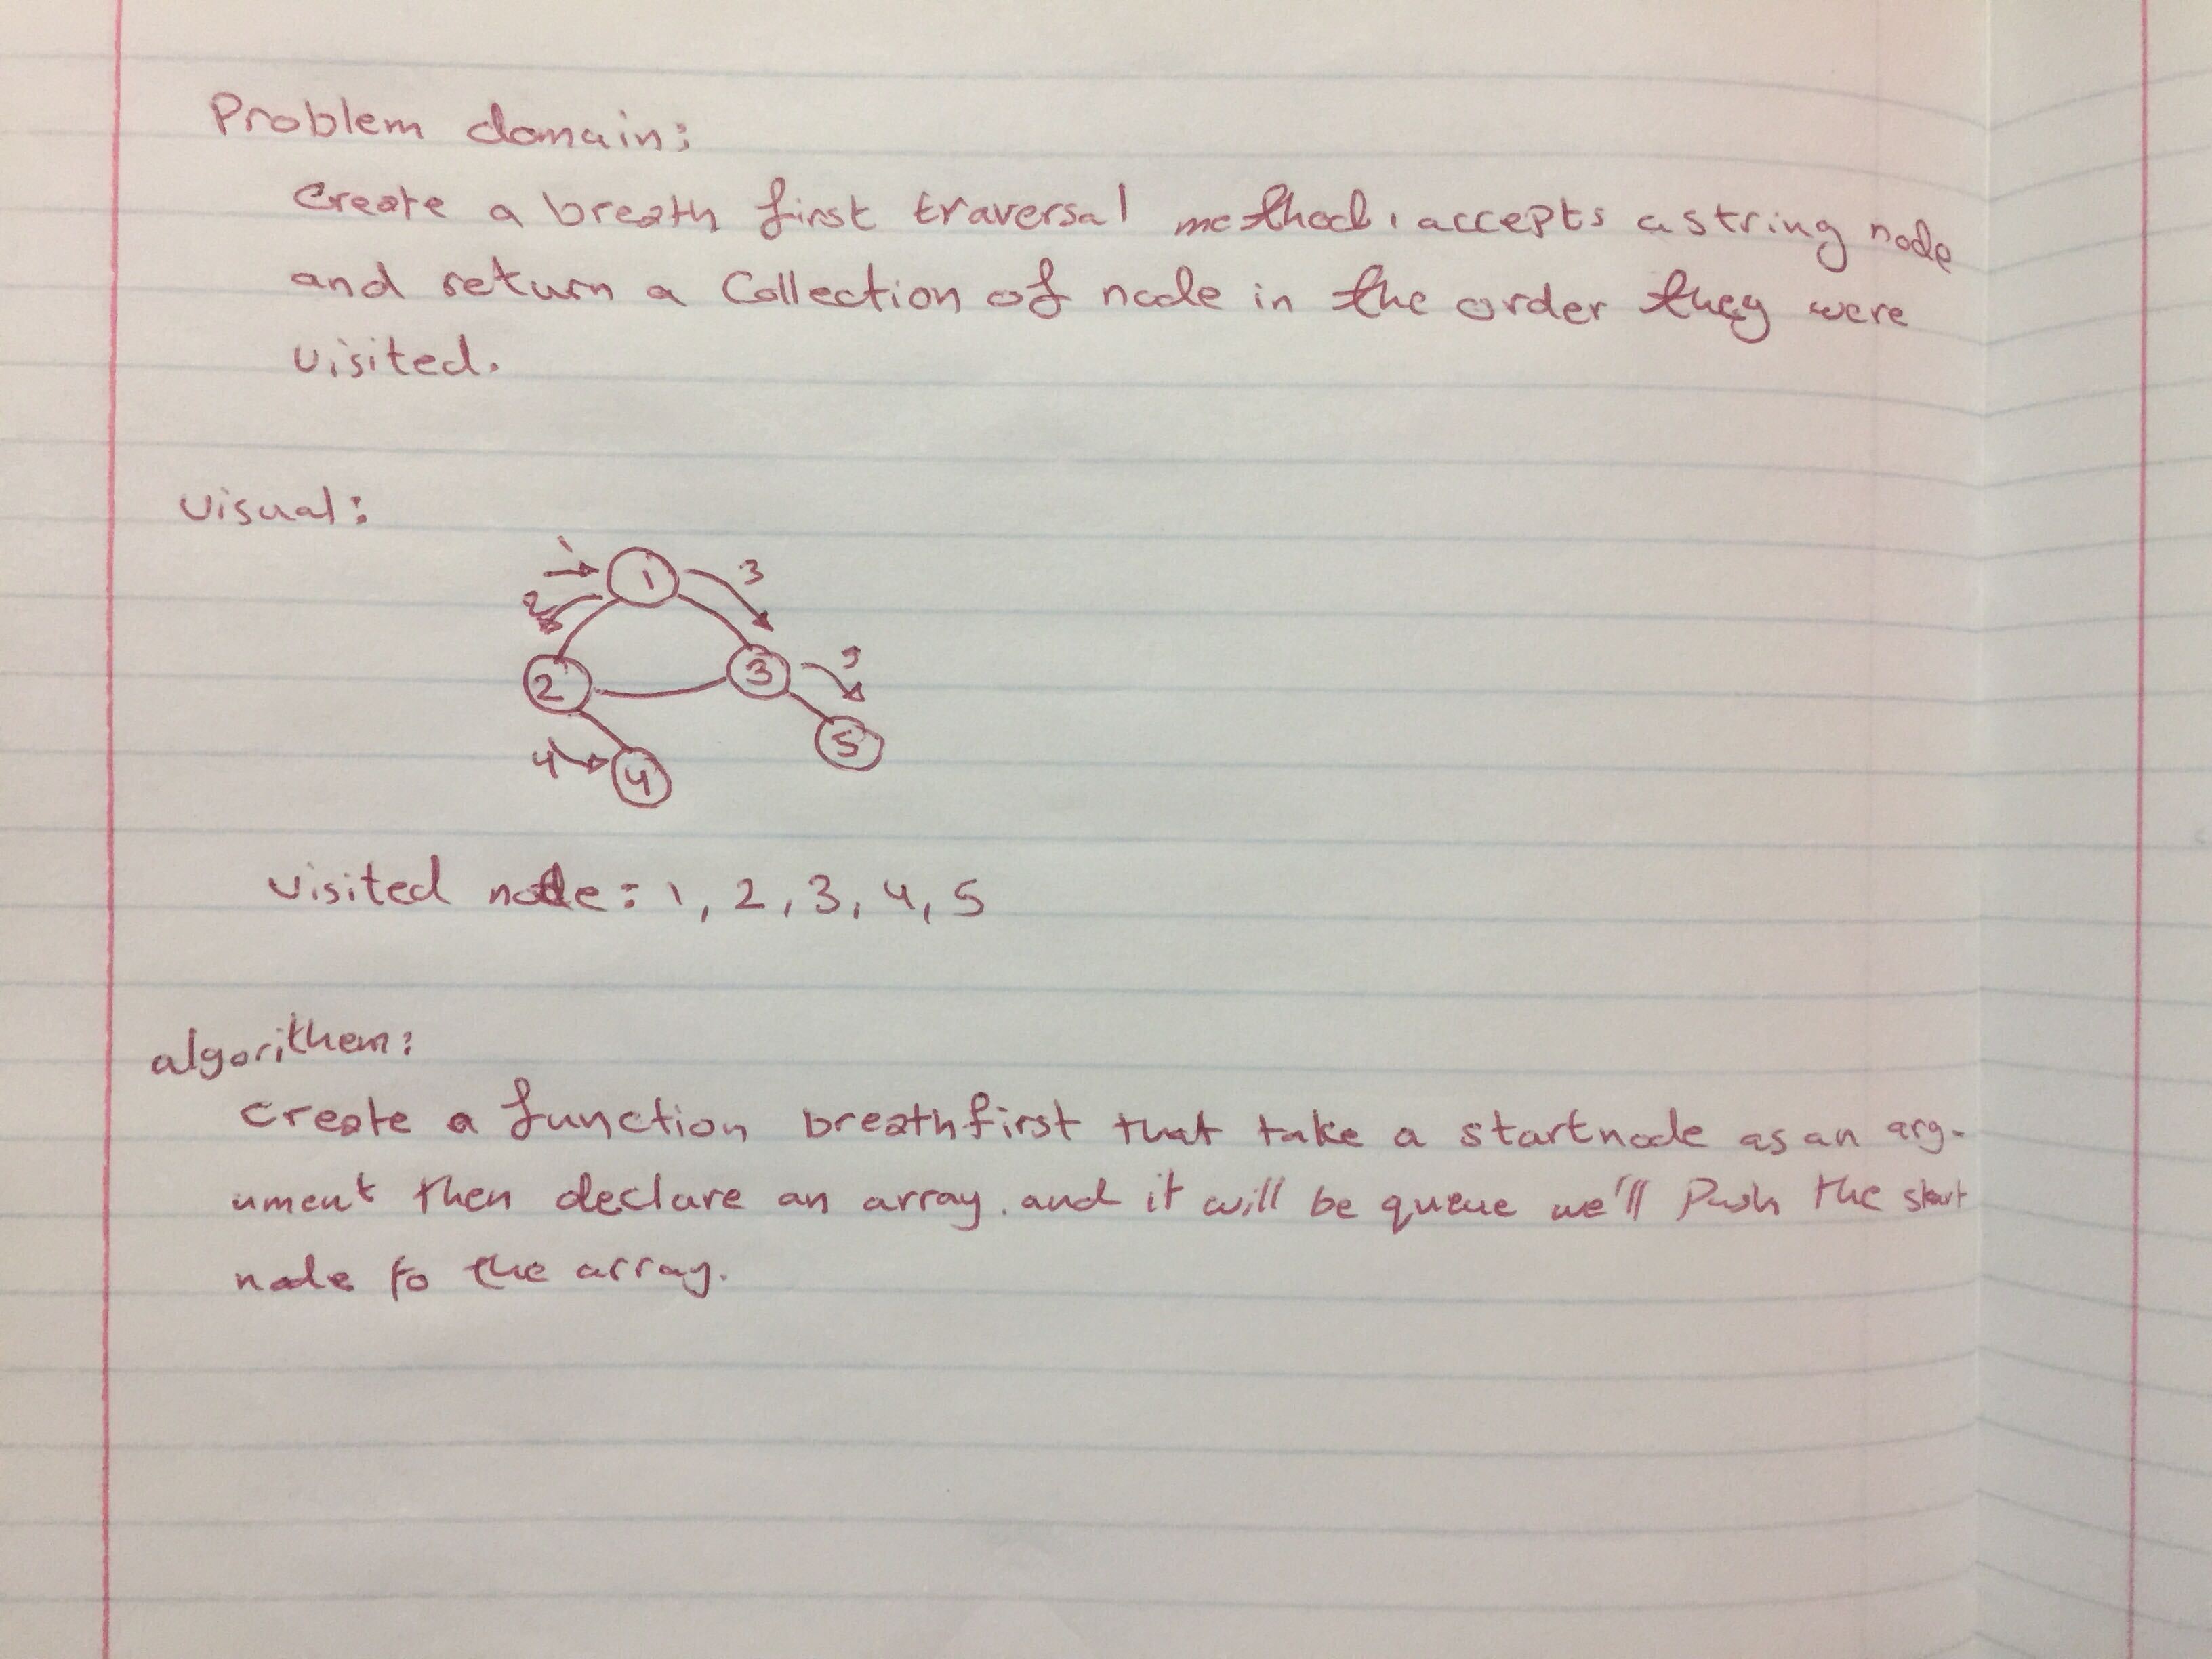 Problem domain:
Create a breath first traversal method, accepts a string node
and return a Collection of node in the order they were
visited.
visual:
1
1 3
2
2 3
5
4 4
visited node: 1, 2, 3, 4, 5
algorithem:
create a function breathfirst that take a startnode as an arg-
ument then declare an array. and it will be queue we'll Push the start
node to the array.